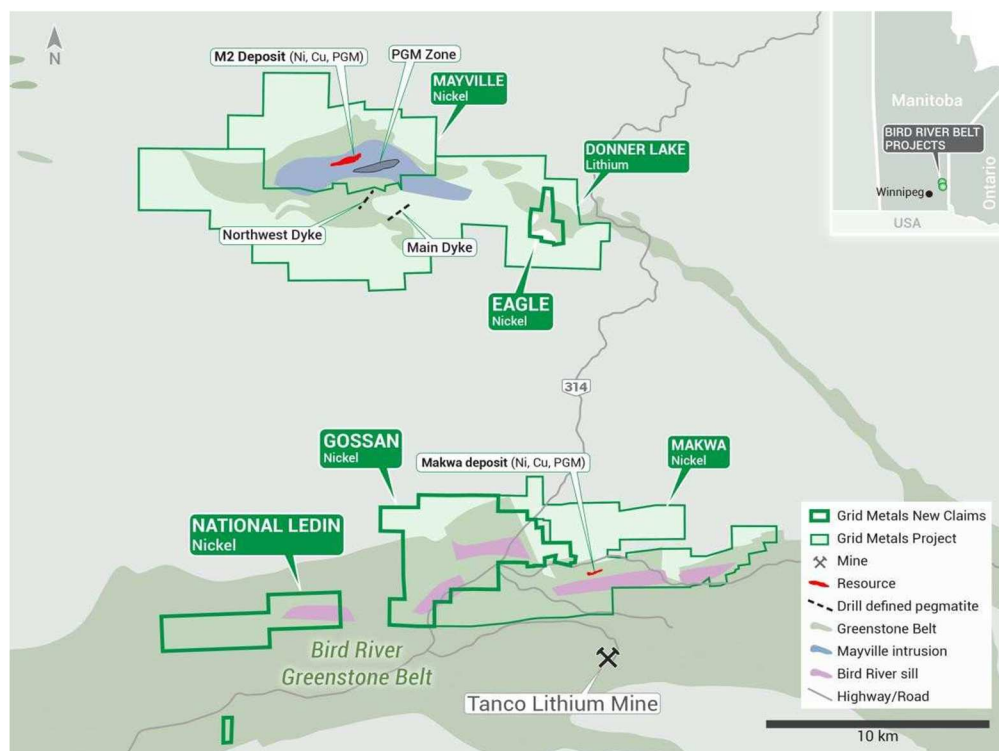 N
M2 Deposit (Ni, Cu, PGM)
PGM Zone
MAYVILLE
Nickel
DONNER LAKE
Lithium
Northwest Dyke
Main Dyke
EAGLE
Nickel
Manitoba
BIRD RIVER BELT
PROJECTS
Winnipeg
Ontario
USA
314
GOSSAN
Nickel
Makwa deposit (Ni, Cu, PGM)
MAKWA
Nickel
NATIONAL LEDIN
Nickel
Bird River
Greenstone Belt
Tanco Lithium Mine
Grid Metals New Claims
Grid Metals Project
Mine
Resource
Drill defined pegmatite
Greenstone Belt
Mayville intrusion
Bird River sill
Highway/Road
10 km